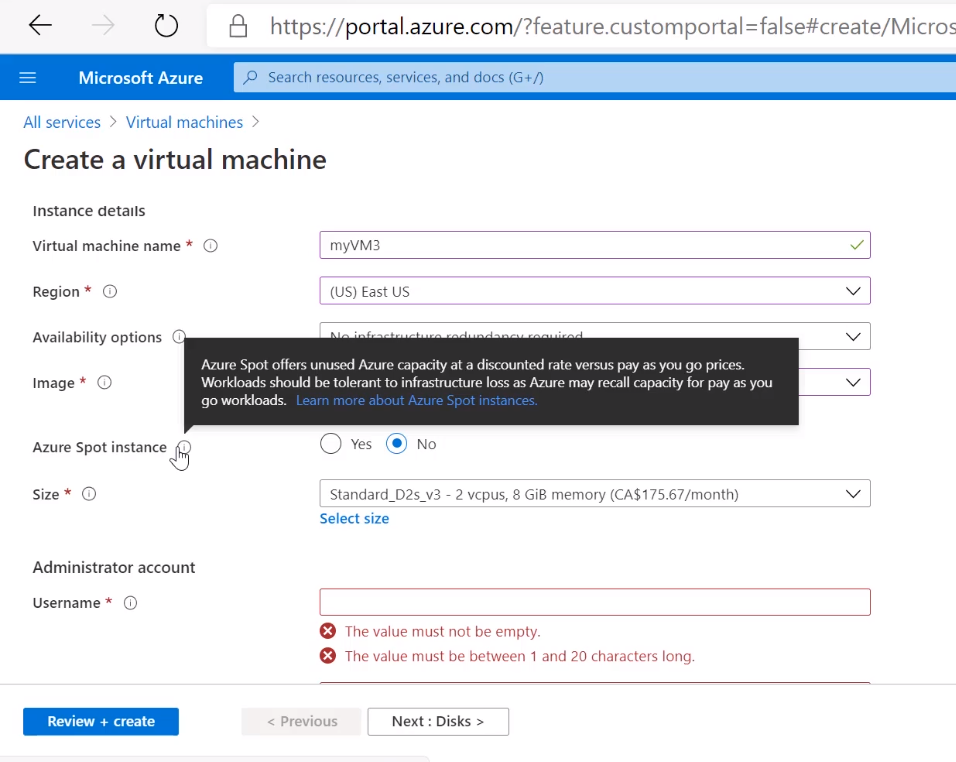 https://portal.azure.com/?feature.customportal=false#create/Micros
Microsoft Azure
Search resources, services, and docs (G+/)
All services > Virtual machines >
Create a virtual machine
Instance details
Virtual machine name *
myVM3
Region *
(US) East US
Availability options
No infrastructure redundancy required
Azure Spot offers unused Azure capacity at a discounted rate versus pay as you go prices.
Workloads should be tolerant to infrastructure loss as Azure may recall capacity for pay as you
go workloads. Learn more about Azure Spot instances.
Image *
Azure Spot instance
Yes No
Size *
Standard_D2s_v3 - 2 vcpus, 8 GiB memory (CA$175.67/month)
Select size
Administrator account
Username *
The value must not be empty.
The value must be between 1 and 20 characters long.
Review + create
< Previous
Next : Disks >